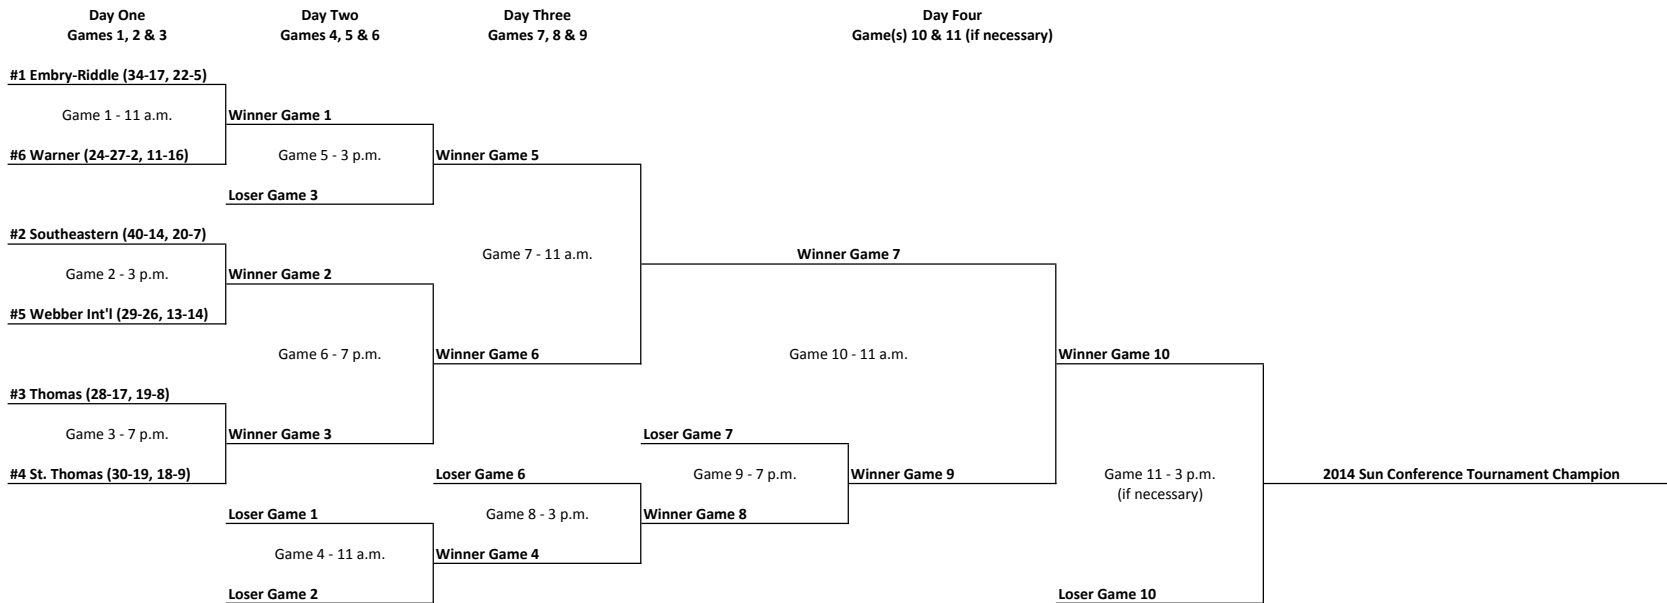 Day One
Games 1, 2 & 3
Day Two
Games 4, 5 & 6
Day Three
Games 7, 8 & 9
Day Four
Game(s) 10 & 11 (if necessary)
#1 Embry-Riddle (34-17, 22-5)
Game 1 - 11 a.m.
#6 Warner (24-27-2, 11-16)
#2 Southeastern (40-14, 20-7)
Game 2 - 3 p.m.
#5 Webber Int'l (29-26, 13-14)
#3 Thomas (28-17, 19-8)
Game 3 - 7 p.m.
#4 St. Thomas (30-19, 18-9)
Winner Game 1
Game 5 - 3 p.m.
Loser Game 3
Winner Game 2
Game 6 - 7 p.m.
Winner Game 3
Loser Game 1
Game 4 - 11 a.m.
Loser Game 2
Winner Game 5
Game 7 - 11 a.m.
Winner Game 6
Loser Game 6
Game 8 - 3 p.m.
Winner Game 4
Winner Game 7
Game 10 - 11 a.m.
Loser Game 7
Game 9 - 7 p.m.
Winner Game 8
Winner Game 9
Winner Game 10
Game 11 - 3 p.m.
(if necessary)
Loser Game 10
2014 Sun Conference Tournament Champion